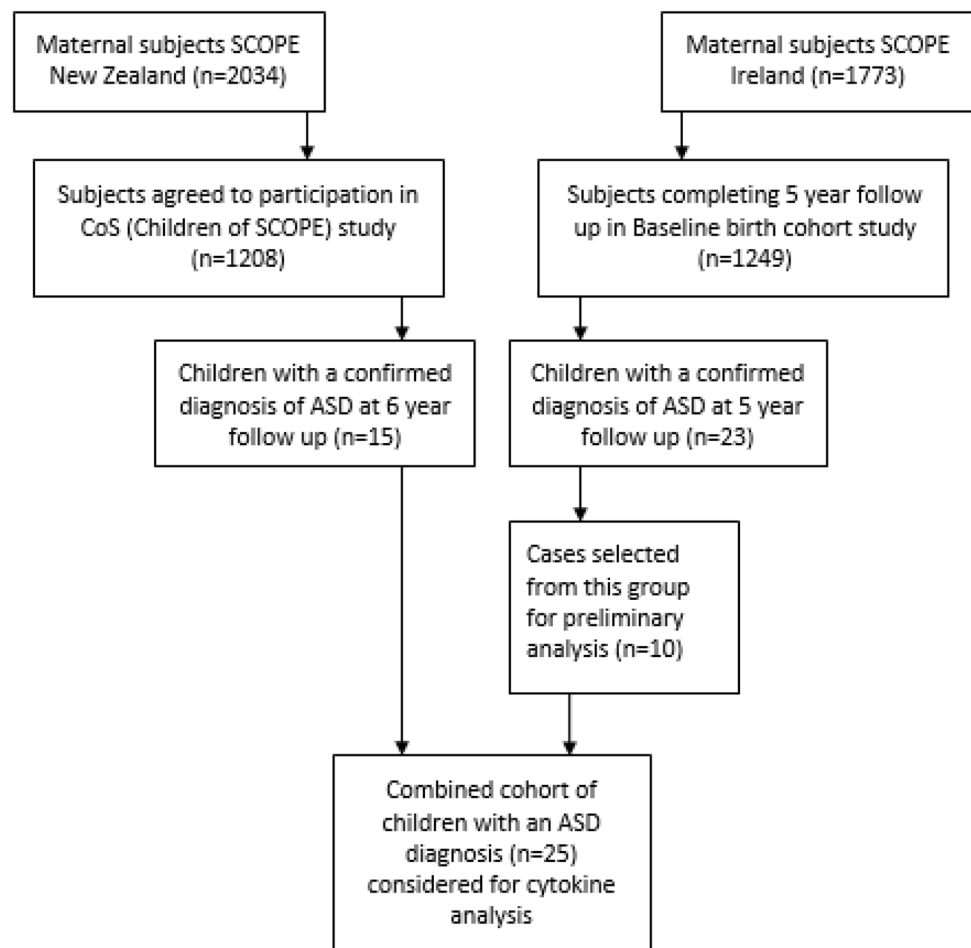 Maternal subjects SCOPE
New Zealand (n=2034)
Maternal subjects SCOPE
Ireland (n=1773)
Subjects agreed to participation in
CoS (Children of SCOPE) study
(n=1208)
Subjects completing 5 year follow
up in Baseline birth cohort study
(n=1249)
Children with a confirmed
diagnosis of ASD at 6 year
follow up (n=15)
Children with a confirmed
diagnosis of ASD at 5 year
follow up (n=23)
Cases selected
from this group
for preliminary
analysis (n=10)
Combined cohort of
children with an ASD
diagnosis (n=25)
considered for cytokine
analysis